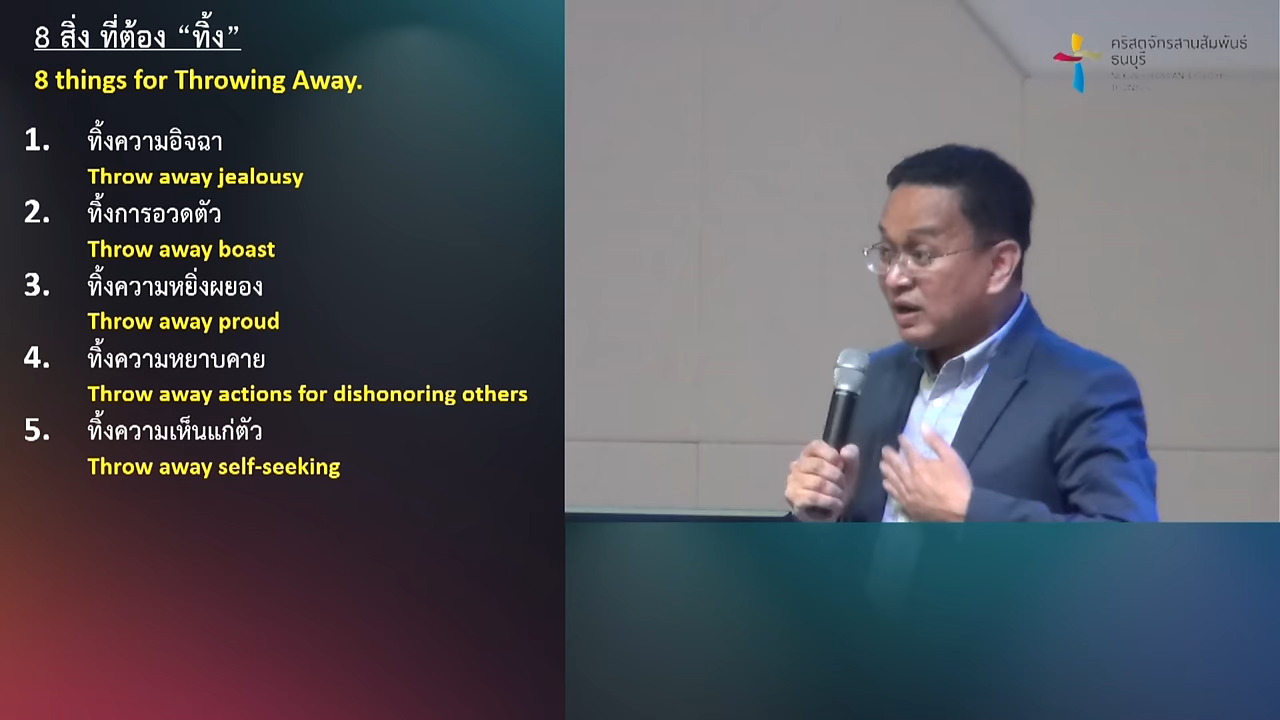 8 สิ่ง ที่ต้อง “ทิ้ง”
8 things for Throwing Away.
1. ทิ้งความอิจฉา
Throw away jealousy
2. ทิ้งการอวดตัว
Throw away boast
3. ทิ้งความหยิ่งผยอง
Throw away proud
4. ทิ้งความหยาบคาย
Throw away actions for dishonoring others
5. ทิ้งความเห็นแก่ตัว
Throw away self-seeking
คริสตจักรสานสัมพันธ์
ธนบุรี